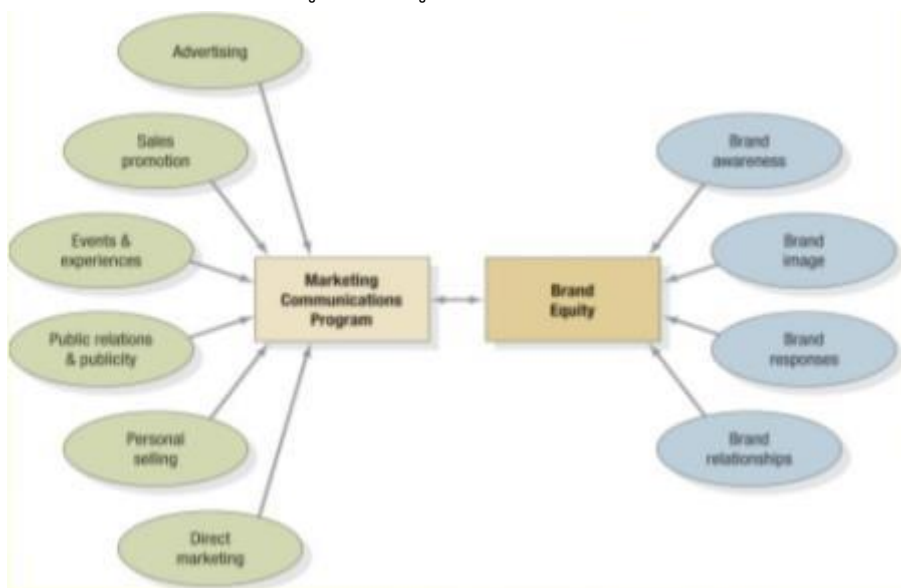 Advertising
Sales
promotion
Events &
experiences
Public relations
& publicity
Personal
selling
Direct
marketing
Marketing
Communications
Program
Brand
Equity
Brand
awareness
Brand
image
Brand
responses
Brand
relationships